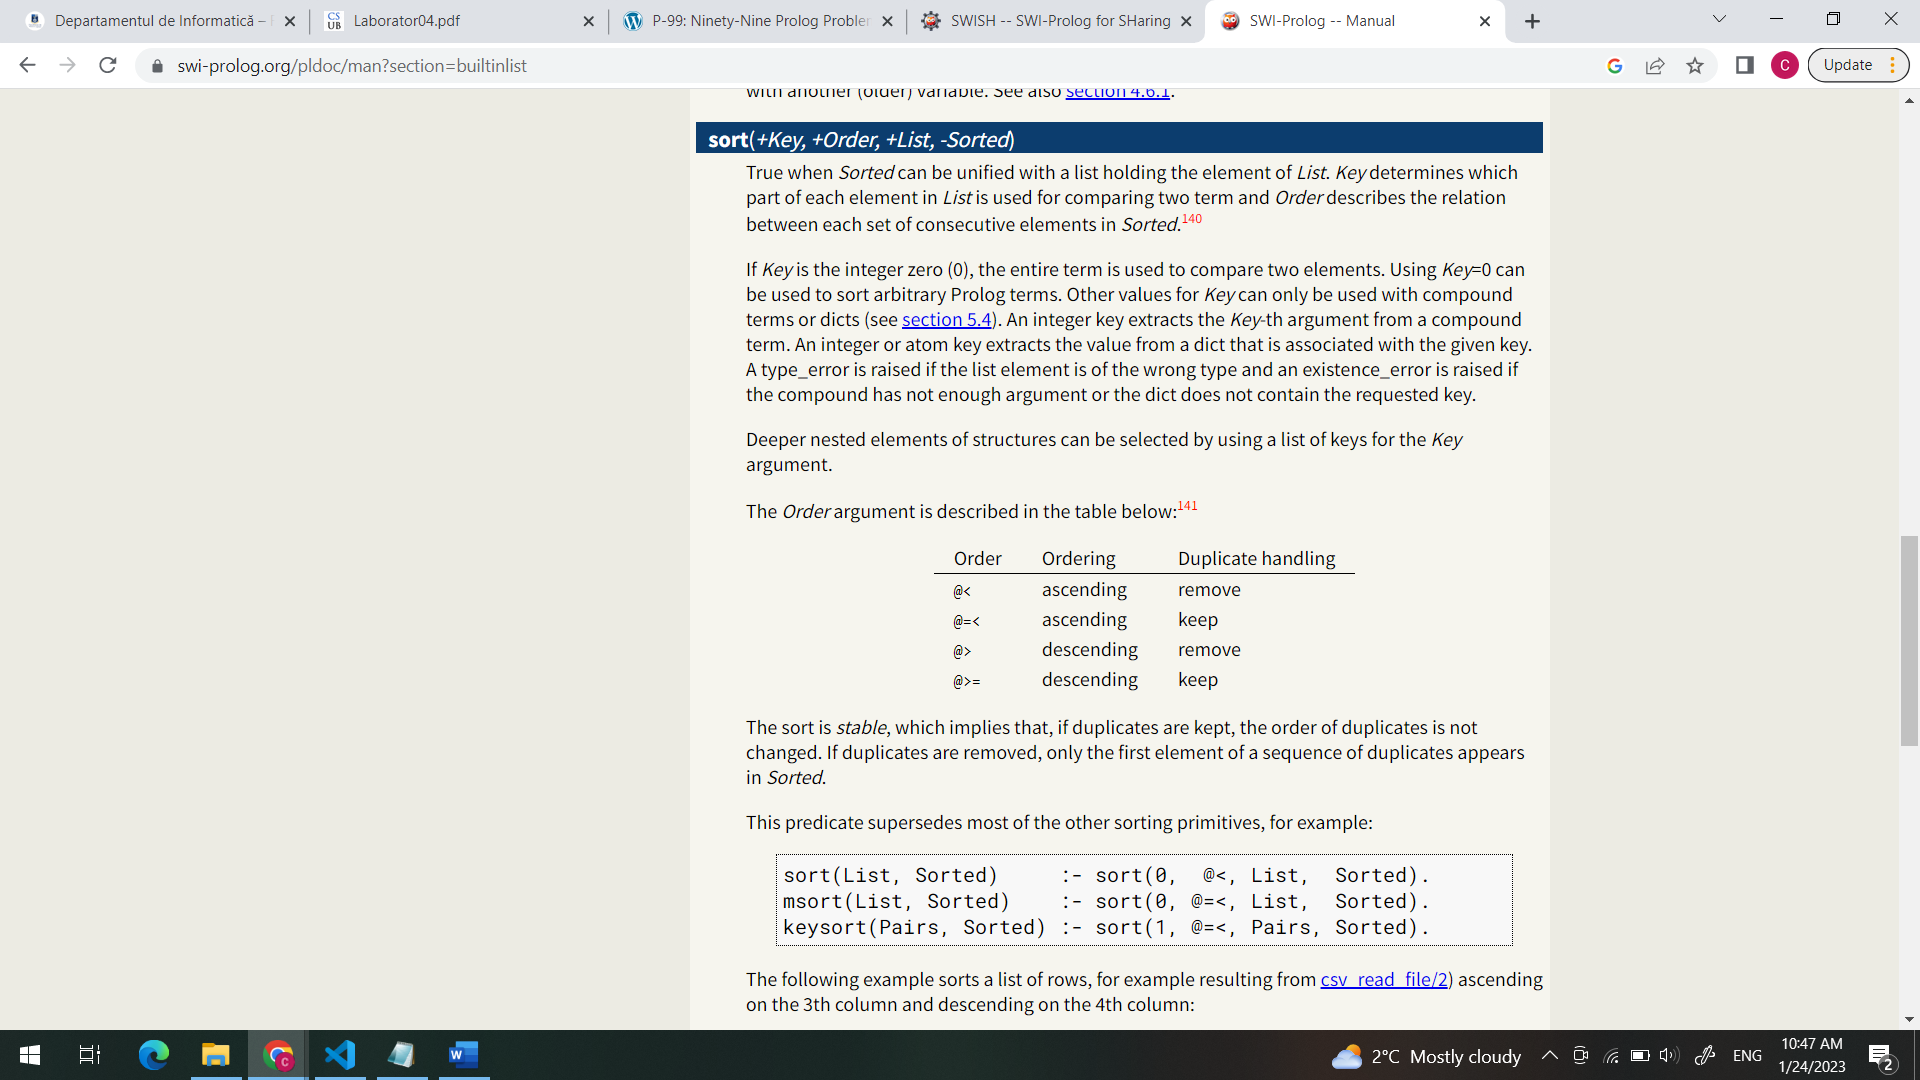 Departamentul de Informatică –
Laborator04.pdf
P-99: Ninety-Nine Prolog Probler
SWISH -- SWI-Prolog for SHaring
SWI-Prolog -- Manual
swi-prolog.org/pldoc/man?section=builtinlist
C
Update
with another (older) variable. See also section 4.6.1.
sort(+Key, +Order, +List, -Sorted)
True when Sorted can be unified with a list holding the element of List. Key determines which
part of each element in List is used for comparing two term and Order describes the relation
between each set of consecutive elements in Sorted.140
If Key is the integer zero (0), the entire term is used to compare two elements. Using Key=0 can
be used to sort arbitrary Prolog terms. Other values for Key can only be used with compound
terms or dicts (see section 5.4). An integer key extracts the Key-th argument from a compound
term. An integer or atom key extracts the value from a dict that is associated with the given key.
A type_error is raised if the list element is of the wrong type and an existence_error is raised if
the compound has not enough argument or the dict does not contain the requested key.
Deeper nested elements of structures can be selected by using a list of keys for the Key
argument.
The Order argument is described in the table below:141
Order Ordering Duplicate handling
@< ascending remove
@=< ascending keep
@> descending remove
@>= descending keep
The sort is stable, which implies that, if duplicates are kept, the order of duplicates is not
changed. If duplicates are removed, only the first element of a sequence of duplicates appears
in Sorted.
This predicate supersedes most of the other sorting primitives, for example:
sort(List, Sorted) :- sort(0, @<, List, Sorted).
msort(List, Sorted) :- sort(0, @=<, List, Sorted).
keysort(Pairs, Sorted) :- sort(1, @=<, Pairs, Sorted).
The following example sorts a list of rows, for example resulting from csv_read_file/2) ascending
on the 3th column and descending on the 4th column:
2°C Mostly cloudy
ENG
10:47 AM
1/24/2023
2